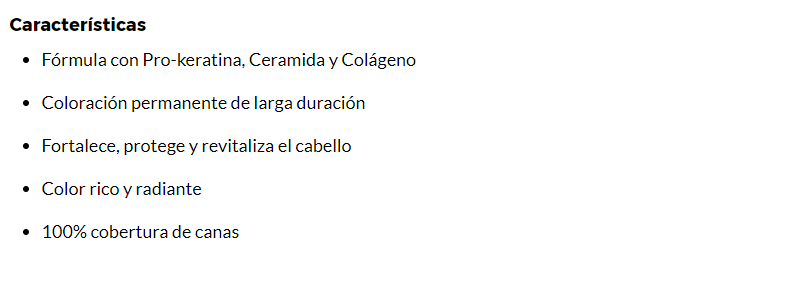 Características
Fórmula con Pro-keratina, Ceramida y Colágeno
Coloración permanente de larga duración
Fortalece, protege y revitaliza el cabello
Color rico y radiante
100% cobertura de canas